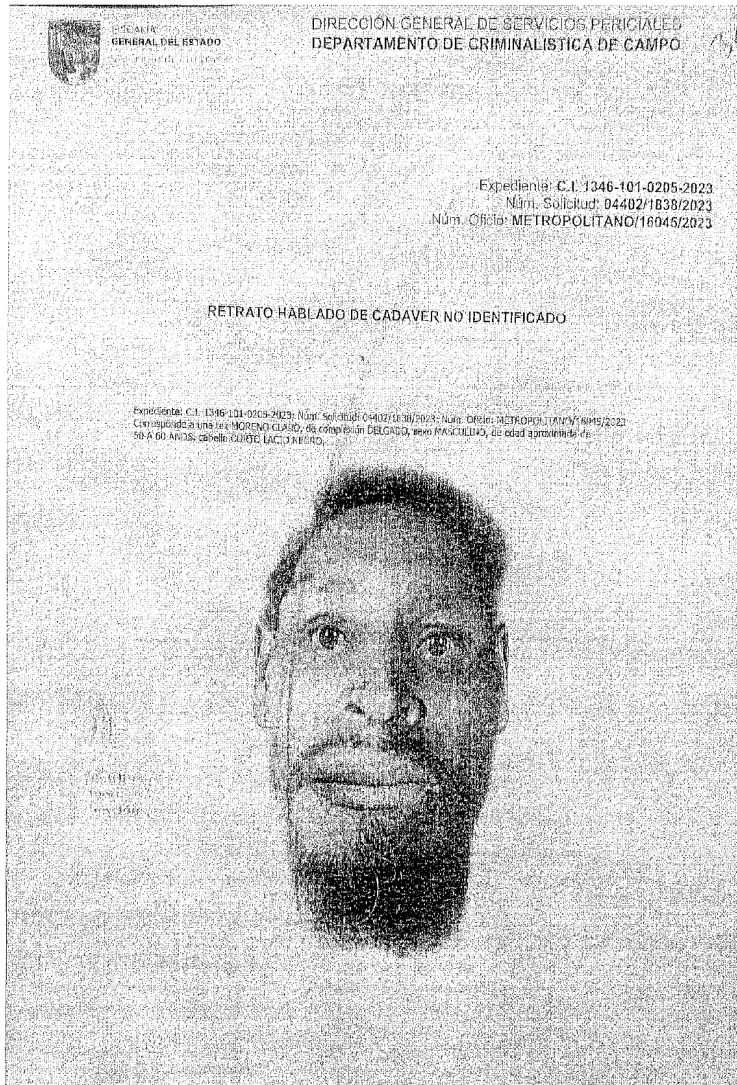 FISCALÍA
GENERAL DEL ESTADO
DIRECCIÓN GENERAL DE SERVICIOS PERICIALES
DEPARTAMENTO DE CRIMINALISTICA DE CAMPO
Expediente: C.I. 1346-101-0205-2023
Núm. Solicitud: 04402/1838/2023
Núm. Oficio: METROPOLITANO/16045/2023
RETRATO HABLADO DE CADAVER NO IDENTIFICADO
Expediente: C.I. 1346-101-0205-2023; Núm. Solicitud: 04402/1838/2023; Núm. Oficio: METROPOLITANO/16045/2023
Corresponde a una tez MORENO CLARO, de complexión DELGADO, sexo MASCULINO, de edad aproximada de
50 A 60 AÑOS, cabello CORTO LACIO NEGRO.